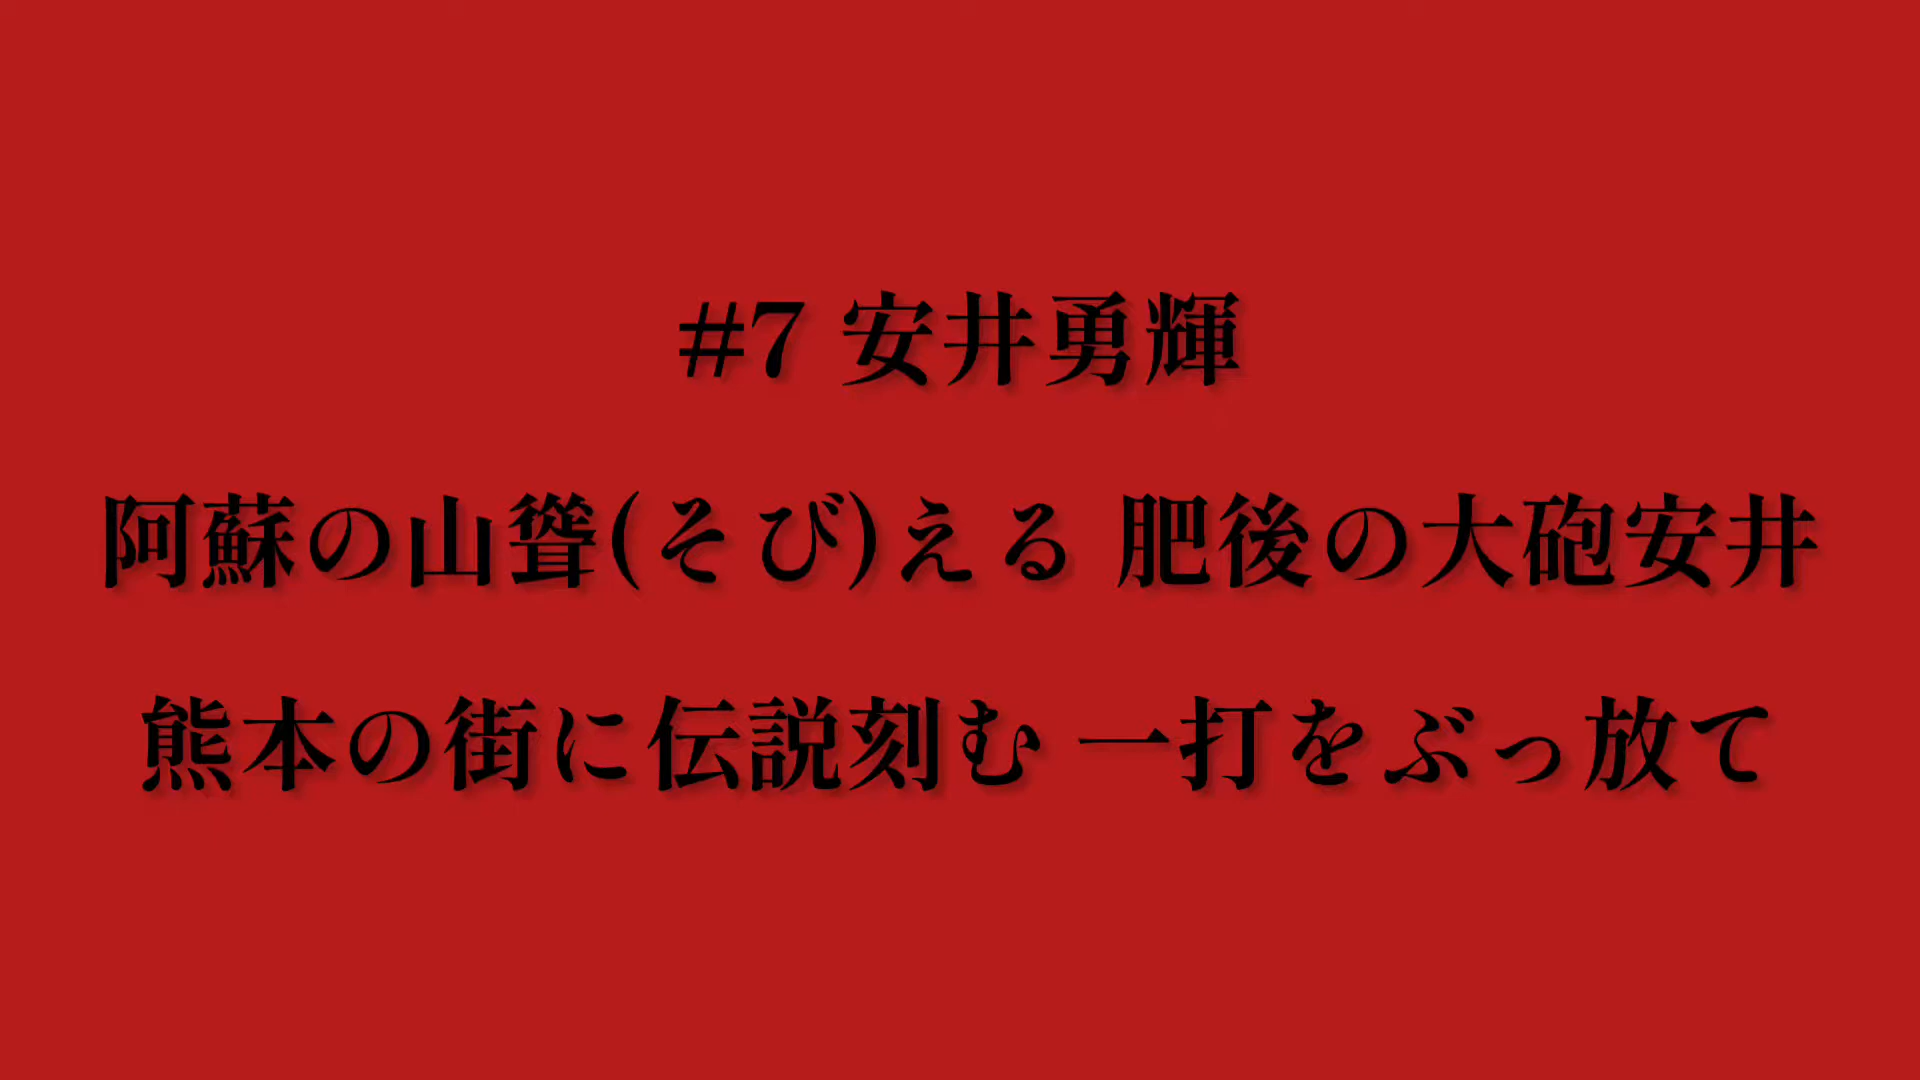 #7 安井勇輝
阿蘇の山聳(そび)える 肥後の大砲安井
熊本の街に伝説刻む 一打をぶっ放て